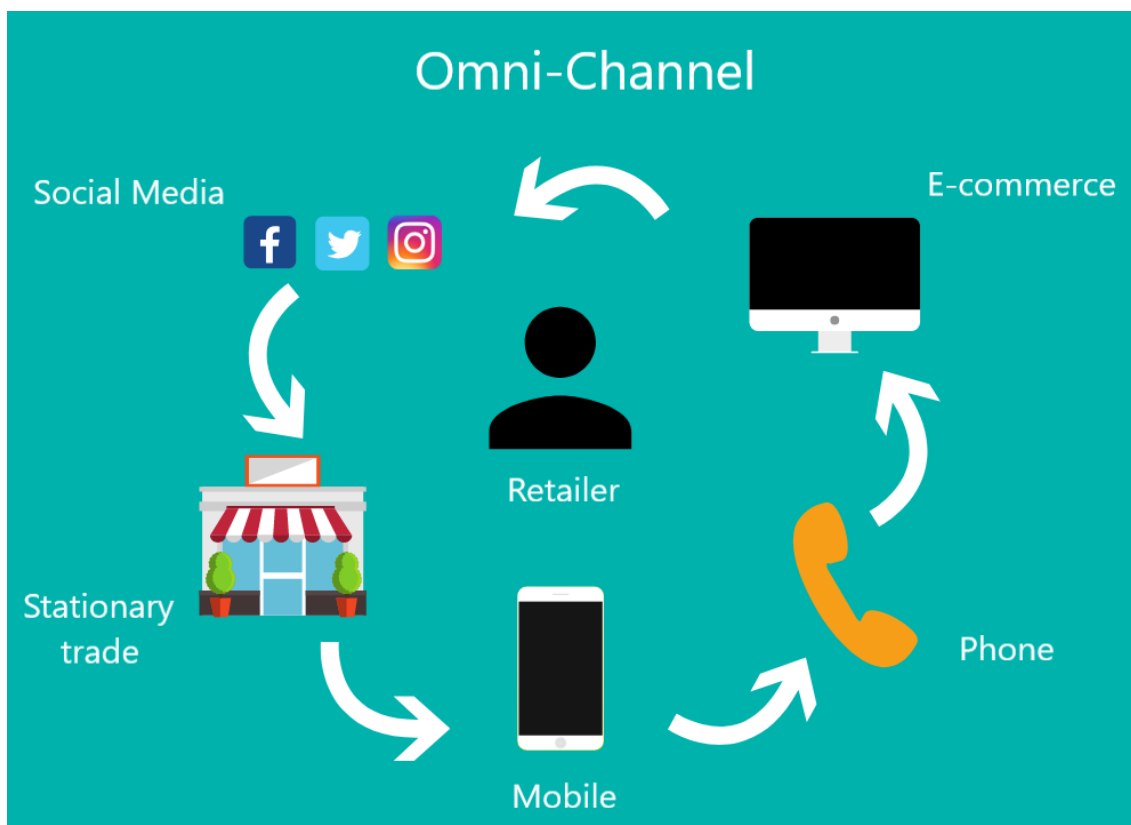 Omni-Channel
Social Media
E-commerce
Retailer
Stationary
trade
Phone
Mobile